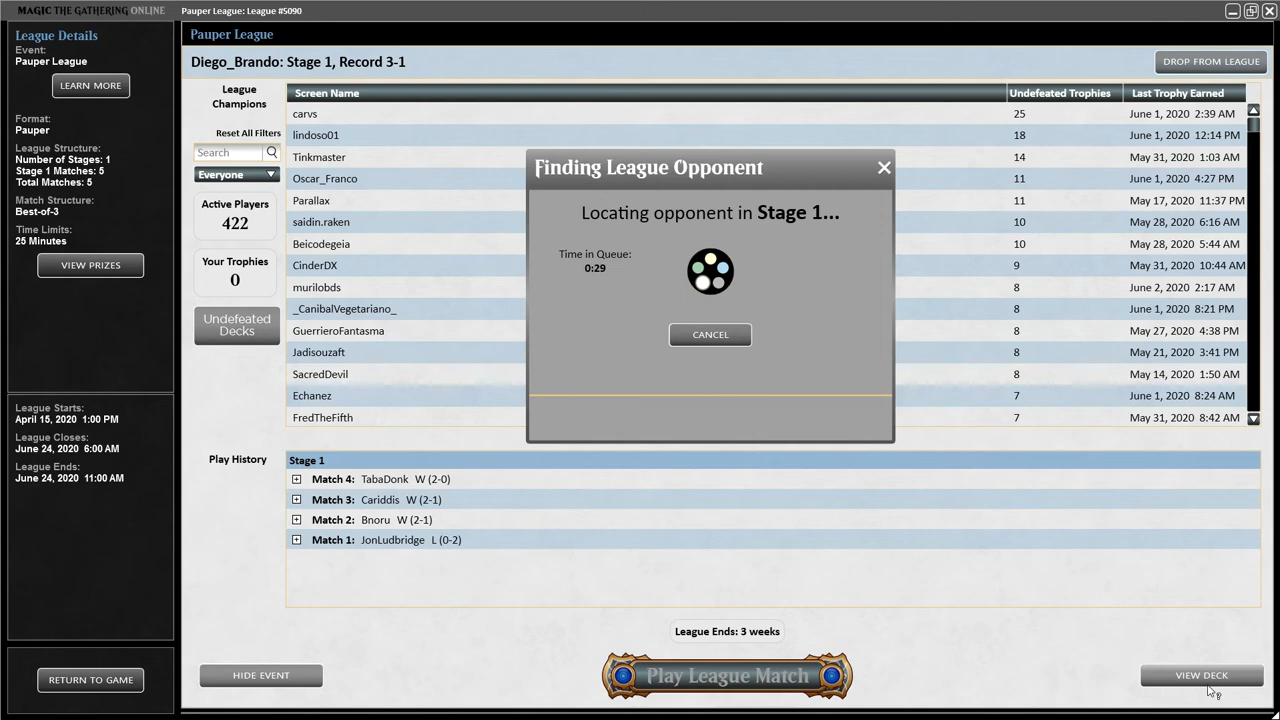 MAGIC THE GATHERING ONLINE
Pauper League: League #5090
League Details
Event:
Pauper League
LEARN MORE
Format:
Pauper
League Structure:
Number of Stages: 1
Stage 1 Matches: 5
Total Matches: 5
Match Structure:
Best-of-3
Time Limits:
25 Minutes
VIEW PRIZES
League Starts:
April 15, 2020 1:00 PM
League Closes:
June 24, 2020 6:00 AM
League Ends:
June 24, 2020 11:00 AM
RETURN TO GAME
Pauper League
Diego_Brando: Stage 1, Record 3-1
DROP FROM LEAGUE
League
Champions
Reset All Filters
Search
Everyone
Active Players
422
Your Trophies
0
Undefeated
Decks
Screen Name Undefeated Trophies Last Trophy Earned
carvs 25 June 1, 2020 2:39 AM
lindoso01 18 June 1, 2020 12:14 PM
Tinkmaster 14 May 31, 2020 1:03 AM
Oscar_Franco 11 June 1, 2020 4:27 PM
Parallax 11 May 17, 2020 11:37 PM
saidin.raken 10 May 28, 2020 6:16 AM
Beicodegeia 10 May 28, 2020 5:44 AM
CinderDX 9 May 31, 2020 10:44 AM
murilobds 8 June 2, 2020 2:17 AM
_CanibalVegetariano_ 8 June 1, 2020 8:21 PM
GuerrieroFantasma 8 May 27, 2020 4:38 PM
Jadisouzaft 8 May 21, 2020 3:41 PM
SacredDevil 8 May 14, 2020 1:50 AM
Echanez 7 June 1, 2020 8:24 AM
FredTheFifth 7 May 31, 2020 8:42 AM
Finding League Opponent
Locating opponent in Stage 1...
Time in Queue:
0:29
CANCEL
Play History
Stage 1
Match 4: TabaDonk W (2-0)
Match 3: Cariddis W (2-1)
Match 2: Bnoru W (2-1)
Match 1: JonLudbridge L (0-2)
League Ends: 3 weeks
HIDE EVENT
Play League Match
VIEW DECK